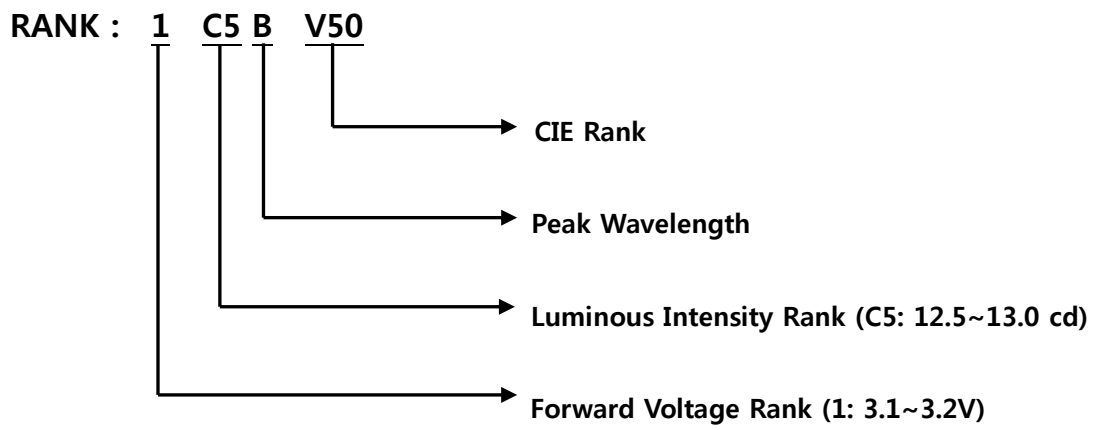 RANK : 1 C5 B V50
CIE Rank
Peak Wavelength
Luminous Intensity Rank (C5: 12.5~13.0 cd)
Forward Voltage Rank (1: 3.1~3.2V)